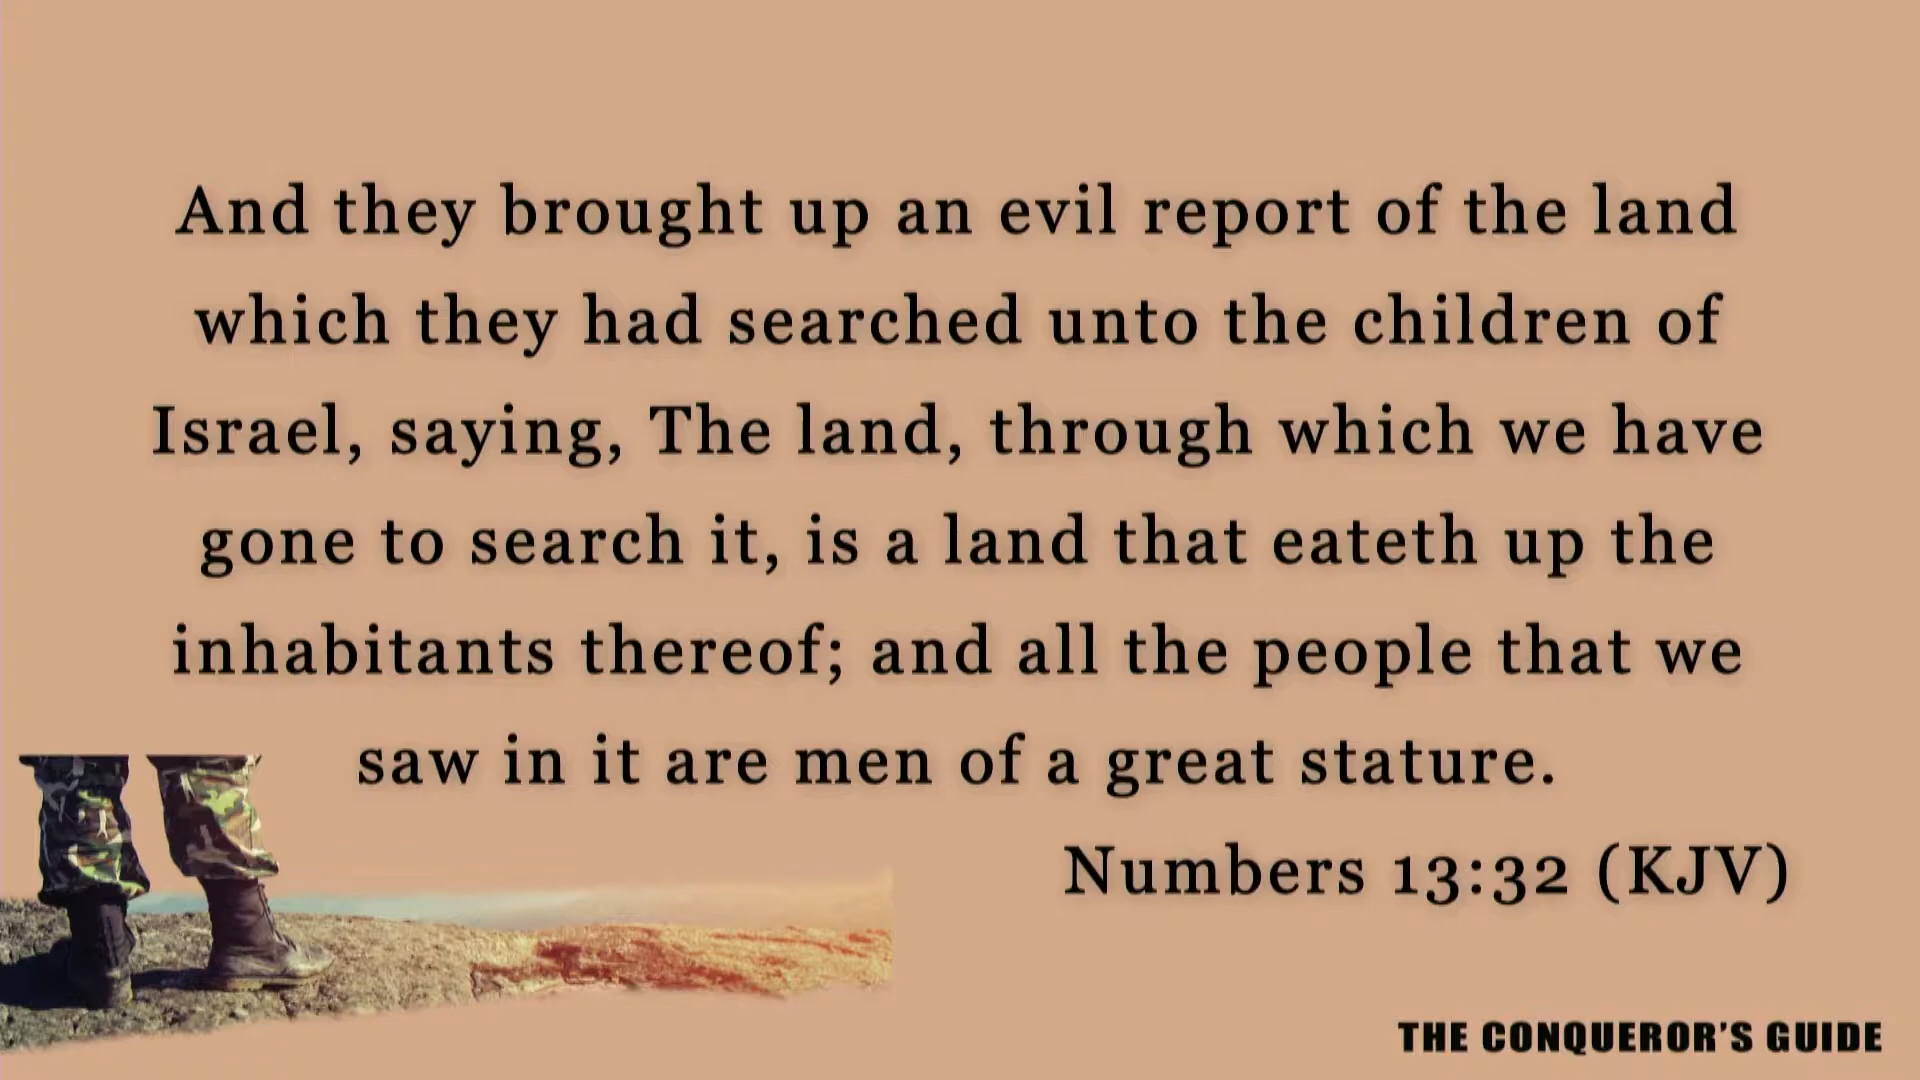 And they brought up an evil report of the land
which they had searched unto the children of
Israel, saying, The land, through which we have
gone to search it, is a land that eateth up the
inhabitants thereof; and all the people that we
saw in it are men of a great stature.
Numbers 13:32 (KJV)
THE CONQUEROR'S GUIDE